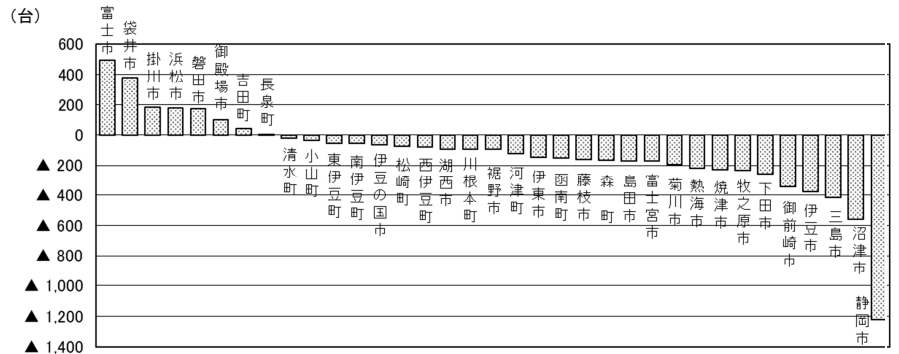 （台）
600
400
200
0
▲ 200
▲ 400
▲ 600
▲ 800
▲ 1,000
▲ 1,200
▲ 1,400
富士市
袋井市
掛川市
浜松市
磐田市
御殿場市
吉田町
長泉町
清水町
小山町
東伊豆町
南伊豆町
伊豆の国市
松崎町
西伊豆町
湖西市
川根本町
裾野市
河津町
伊東市
函南町
藤枝市
森　町
島田市
富士宮市
菊川市
熱海市
焼津市
牧之原市
下田市
御前崎市
伊豆市
三島市
沼津市
静岡市